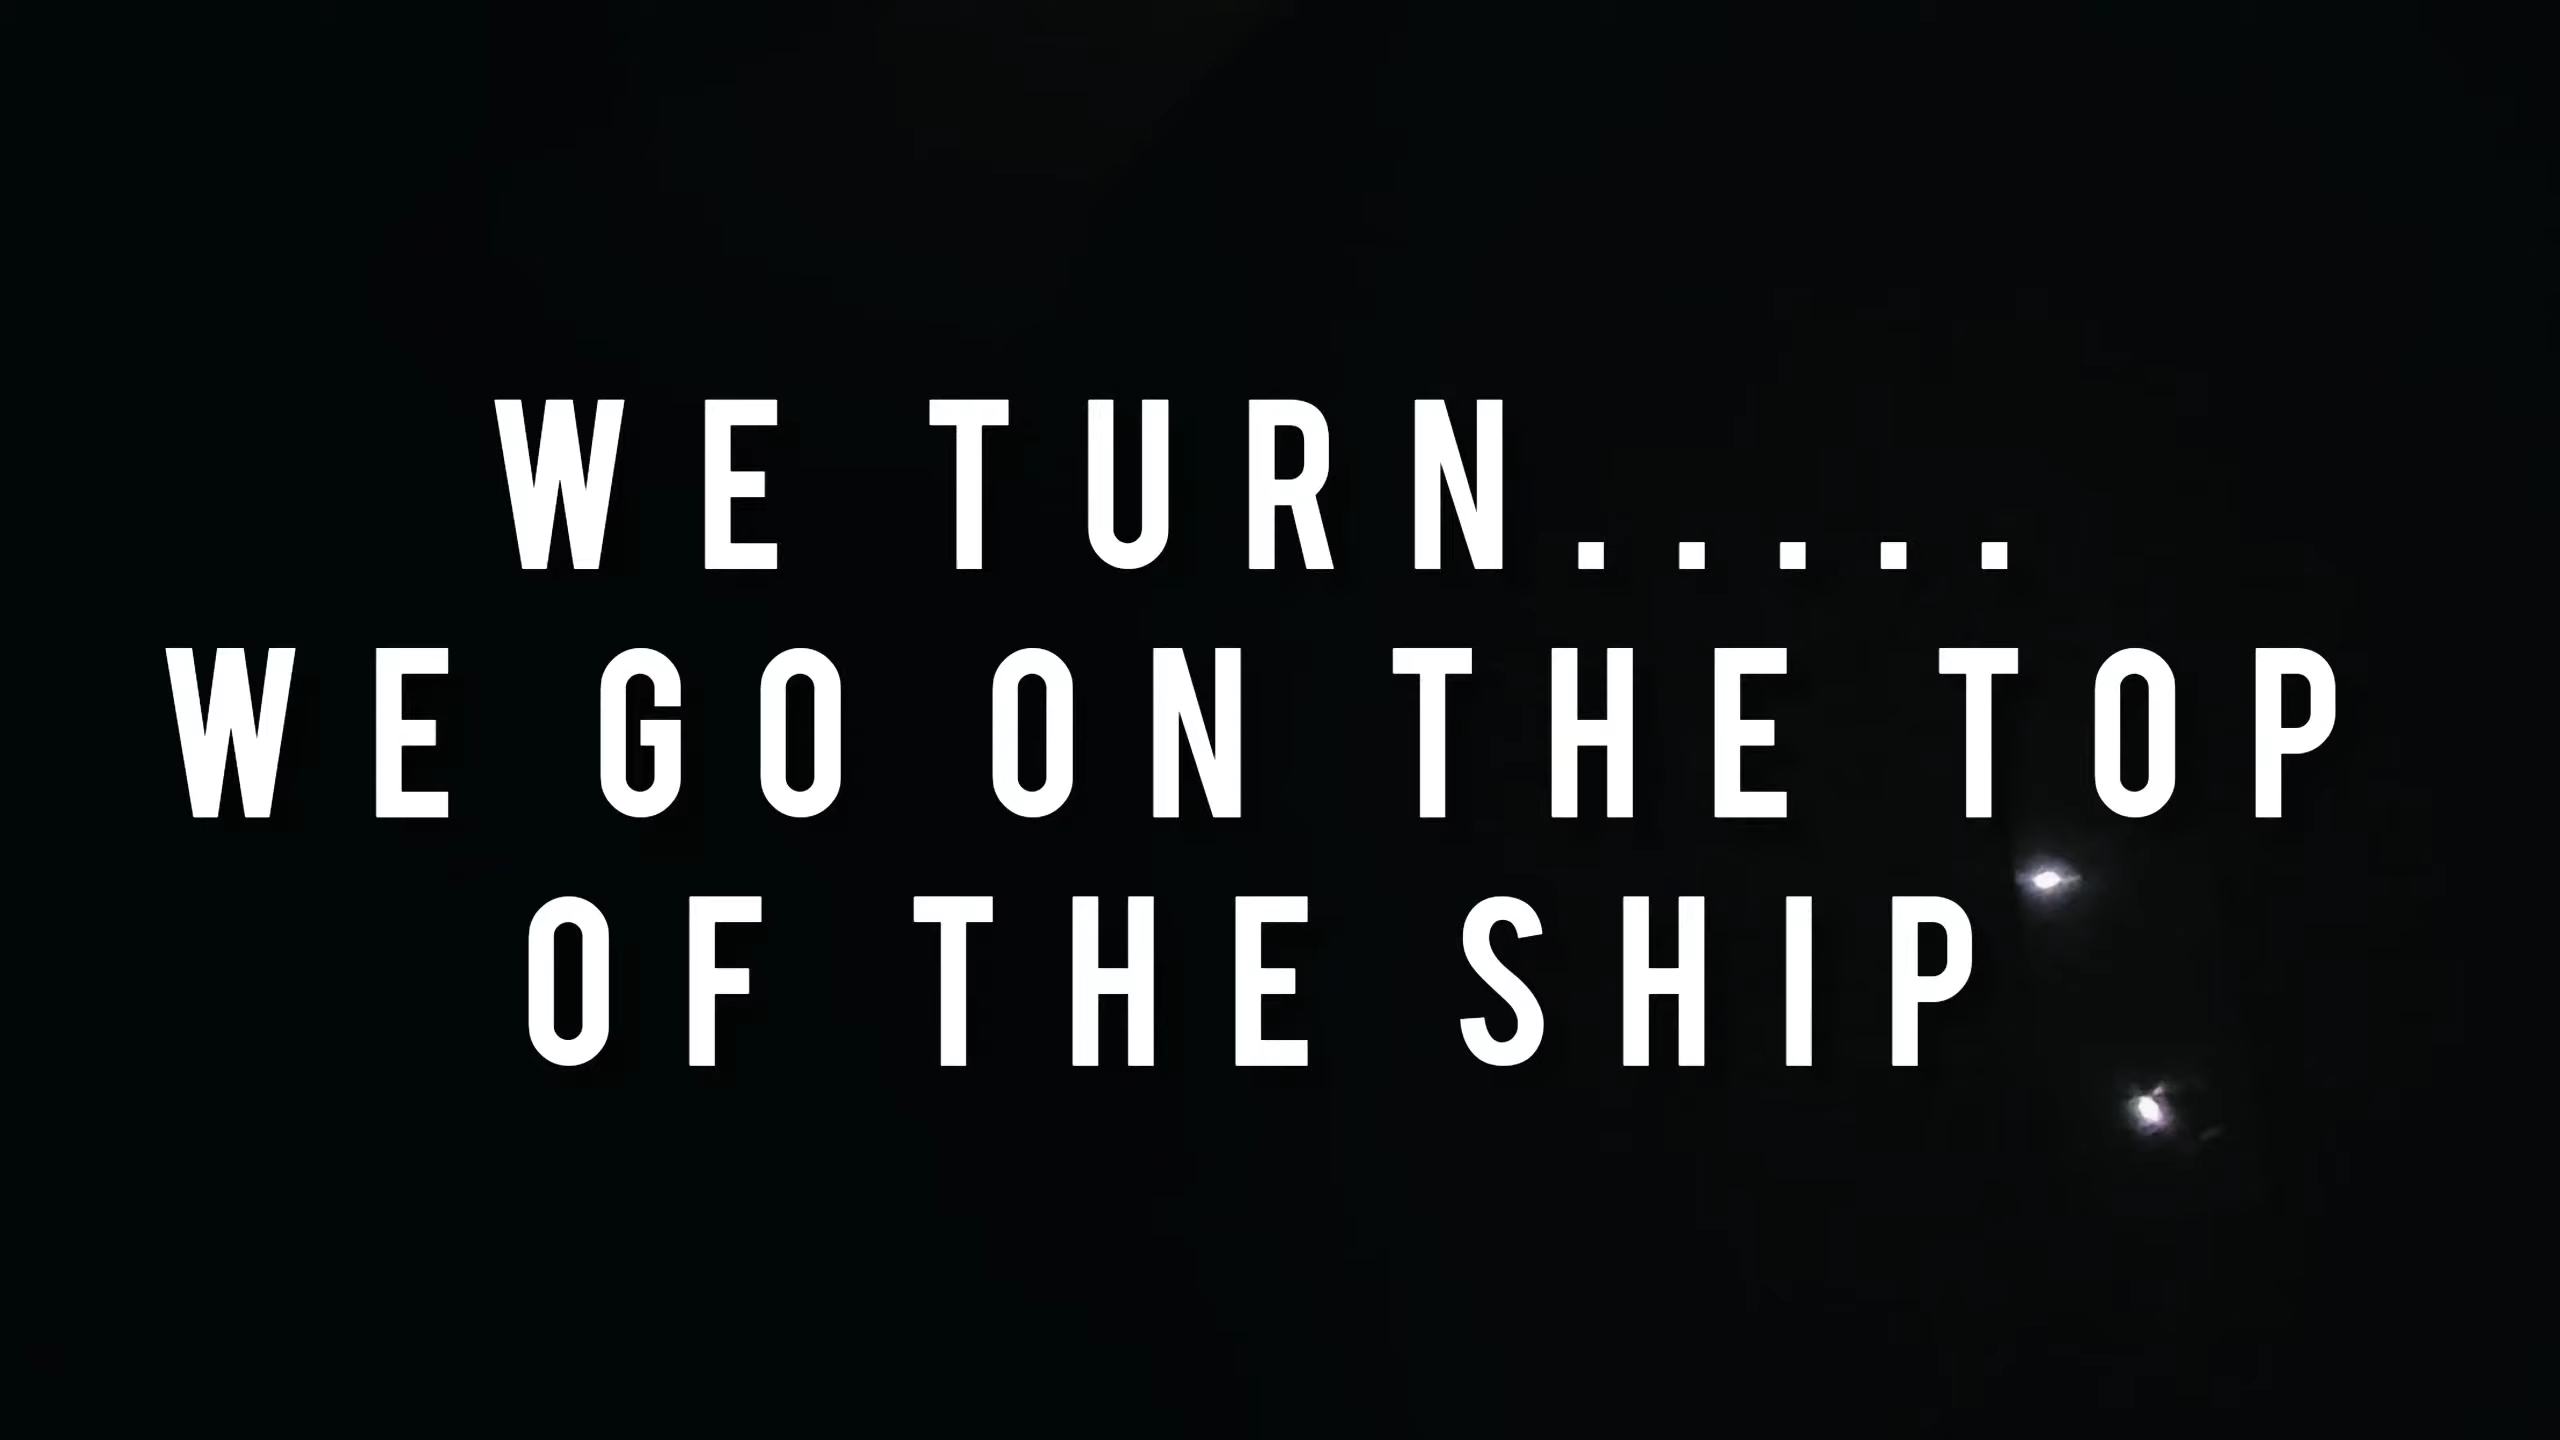 WE TURN.....
WE GO ON THE TOP
OF THE SHIP